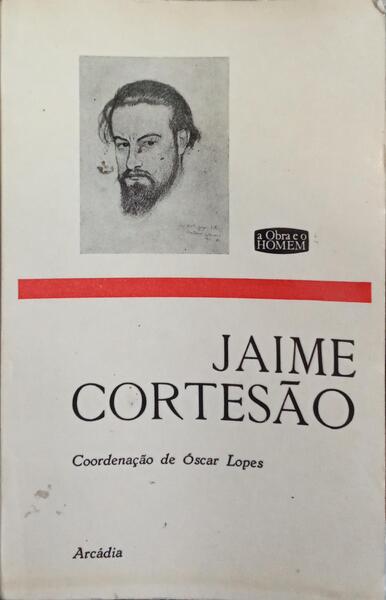 a Obra e o
HOMEM
JAIME
CORTESÃO
Coordenação de Óscar Lopes
Arcádia